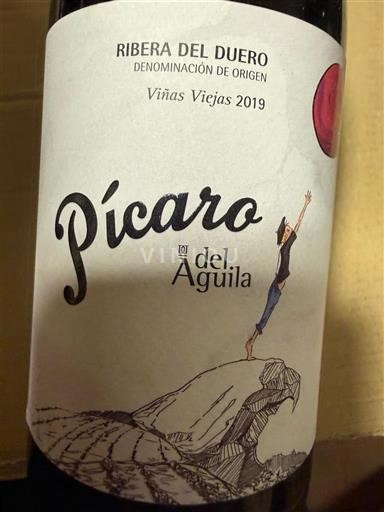 RIBERA DEL DUERO
DENOMINACIÓN DE ORIGEN
Viñas Viejas 2019
Pícaro
del
Águila